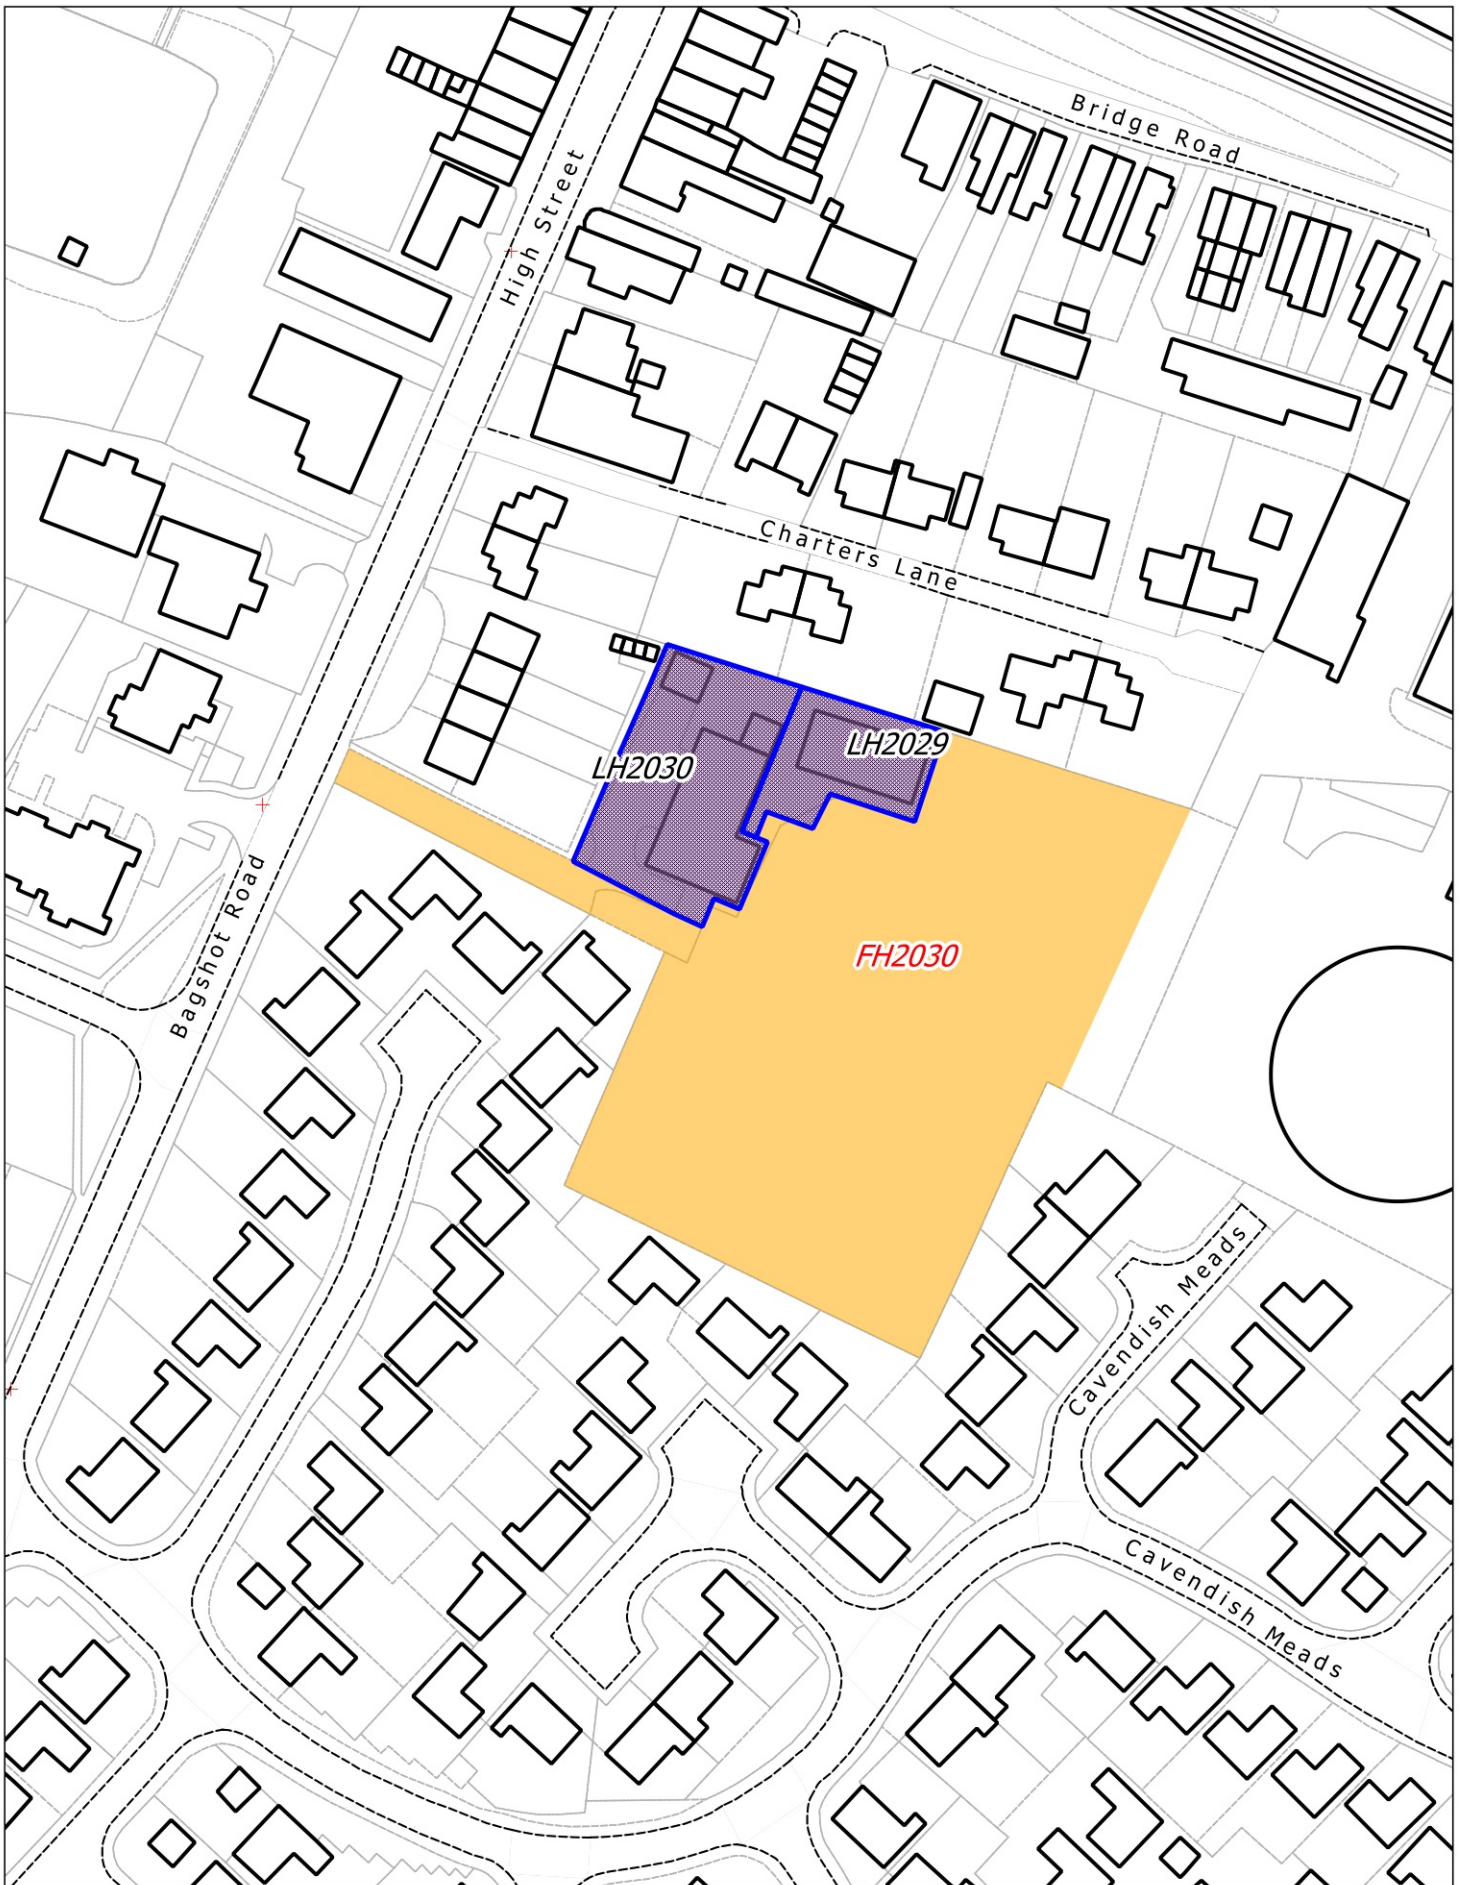 Bridge Road
High Street
Charters Lane
LH2029
LH2030
FH2030
Bagshot Road
Cavendish Meads
Cavendish Meads